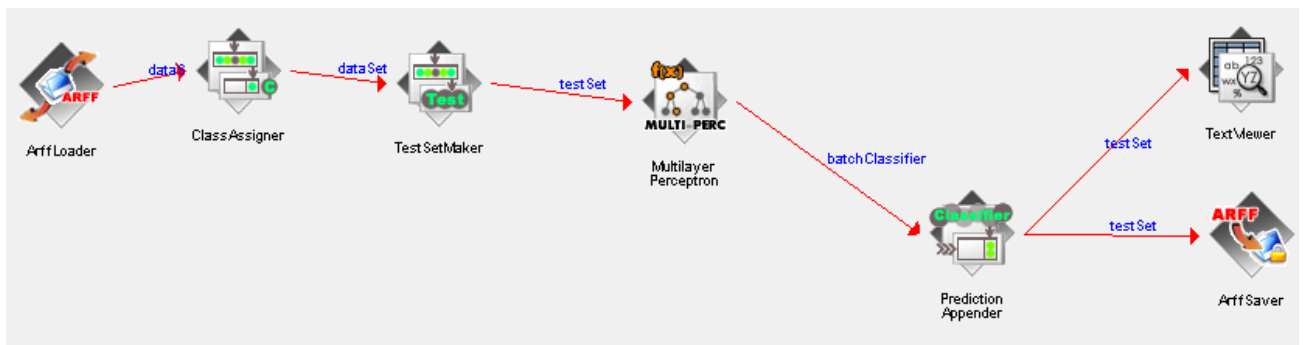 ARFF
ArffLoader
dataS
C
ClassAssigner
dataSet
Test
TestSetMaker
testSet
f(x)
MULTI-PERC
Multilayer
Perceptron
batchClassifier
Classifier
Prediction
Appender
testSet
ab 123
wx YZ
%
TextViewer
testSet
ARFF
ArffSaver